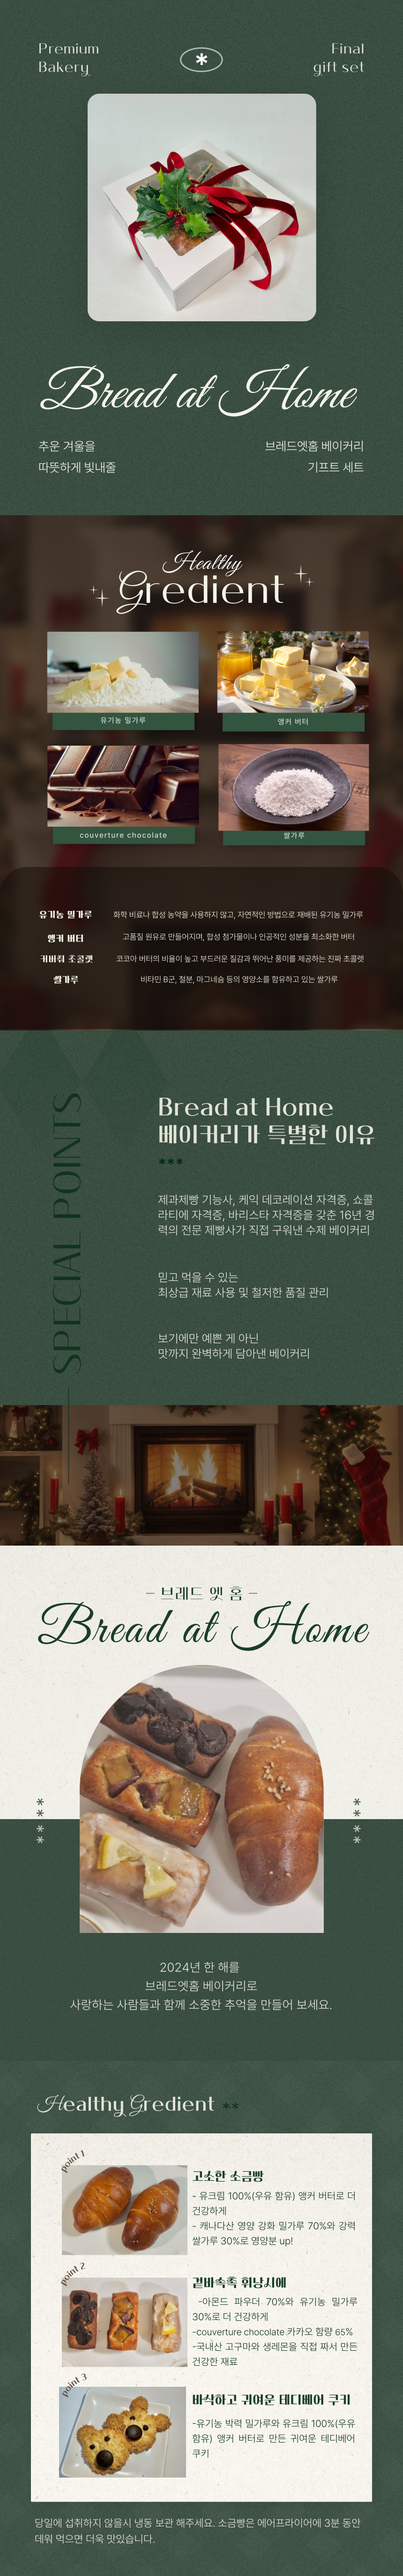 Premium
Bakery
*
Final
gift set
Bread at Home
추운 겨울을
따뜻하게 빛내줄
브레드엣홈 베이커리
기프트 세트
Healthy
Gredient
유기농 밀가루
앵커 버터
couverture chocolate
쌀가루
유기농 밀가루 화학 비료나 합성 농약을 사용하지 않고, 자연적인 방법으로 재배된 유기농 밀가루
앵커 버터 고품질 원유로 만들어지며, 합성 첨가물이나 인공적인 성분을 최소화한 버터
커버춰 초콜렛 코코아 버터의 비율이 높고 부드러운 질감과 뛰어난 풍미를 제공하는 진짜 초콜렛
쌀가루 비타민 B군, 철분, 마그네슘 등의 영양소를 함유하고 있는 쌀가루
SPECIAL POINTS
Bread at Home
베이커리가 특별한 이유
***
제과제빵 기능사, 케익 데코레이션 자격증, 쇼콜
라티에 자격증, 바리스타 자격증을 갖춘 16년 경
력의 전문 제빵사가 직접 구워낸 수제 베이커리
믿고 먹을 수 있는
최상급 재료 사용 및 철저한 품질 관리
보기에만 예쁜 게 아닌
맛까지 완벽하게 담아낸 베이커리
– 브래드 엣 홈 –
Bread at Home
**
**
**
**
2024년 한 해를
브레드엣홈 베이커리로
사랑하는 사람들과 함께 소중한 추억을 만들어 보세요.
Healthy Gredient **
point 1
고소한 소금빵
- 유크림 100%(우유 함유) 앵커 버터로 더
건강하게
- 캐나다산 영양 강화 밀가루 70%와 강력
쌀가루 30%로 영양분 up!
point 2
겉바속촉 휘낭시에
-아몬드 파우더 70%와 유기농 밀가루
30%로 더 건강하게
-couverture chocolate 카카오 함량 65%
-국내산 고구마와 생레몬을 직접 짜서 만든
건강한 재료
point 3
바삭하고 귀여운 테디베어 쿠키
-유기농 박력 밀가루와 유크림 100%(우유
함유) 앵커 버터로 만든 귀여운 테디베어
쿠키
당일에 섭취하지 않을시 냉동 보관 해주세요. 소금빵은 에어프라이어에 3분 동안
데워 먹으면 더욱 맛있습니다.